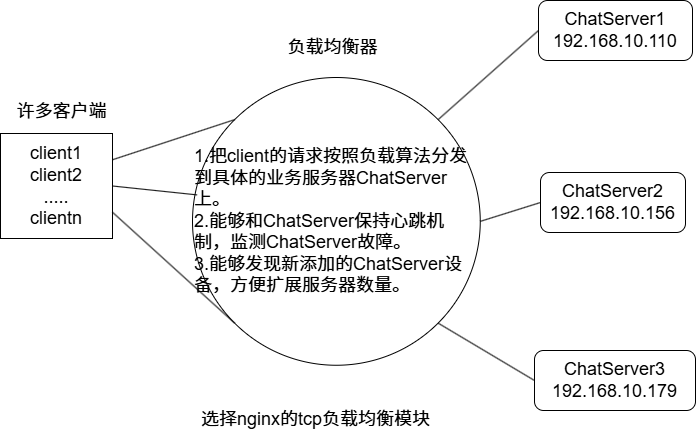 ChatServer1
192.168.10.110
负载均衡器
许多客户端
client1
client2
.....
clientn
1.把client的请求按照负载算法分发
到具体的业务服务器ChatServer
上。
2.能够和ChatServer保持心跳机
制，监测ChatServer故障。
3.能够发现新添加的ChatServer设
备，方便扩展服务器数量。
ChatServer2
192.168.10.156
ChatServer3
192.168.10.179
选择nginx的tcp负载均衡模块